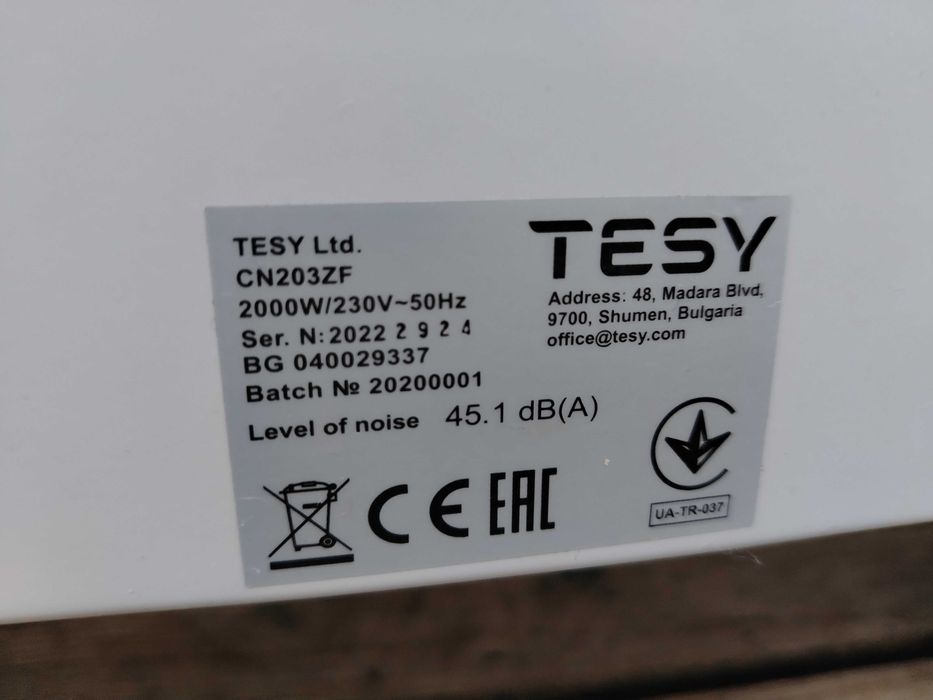 TESY Ltd.
CN203ZF
2000W/230V~50Hz
Ser. N: 2022 2 9 2 4
BG 040029337
Batch № 20200001
Level of noise 45.1 dB(A)
TESY
Address: 48, Madara Blvd,
9700, Shumen, Bulgaria
office@tesy.com
CE EAC
UA-TR-037